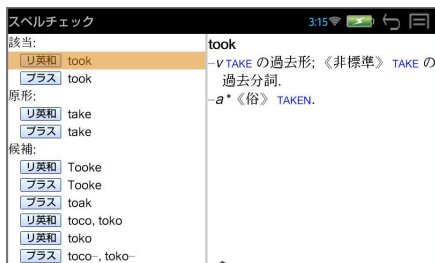 スペルチェック
3:15
該当:
リ英和 took
プラス took
原形:
リ英和 take
プラス take
候補:
リ英和 Tooke
プラス Tooke
プラス toak
リ英和 toco, toko
リ英和 toko
プラス toco–, toko–
took
–v TAKE の過去形; 《非標準》 TAKE の
過去分詞.
–a *《俗》 TAKEN.